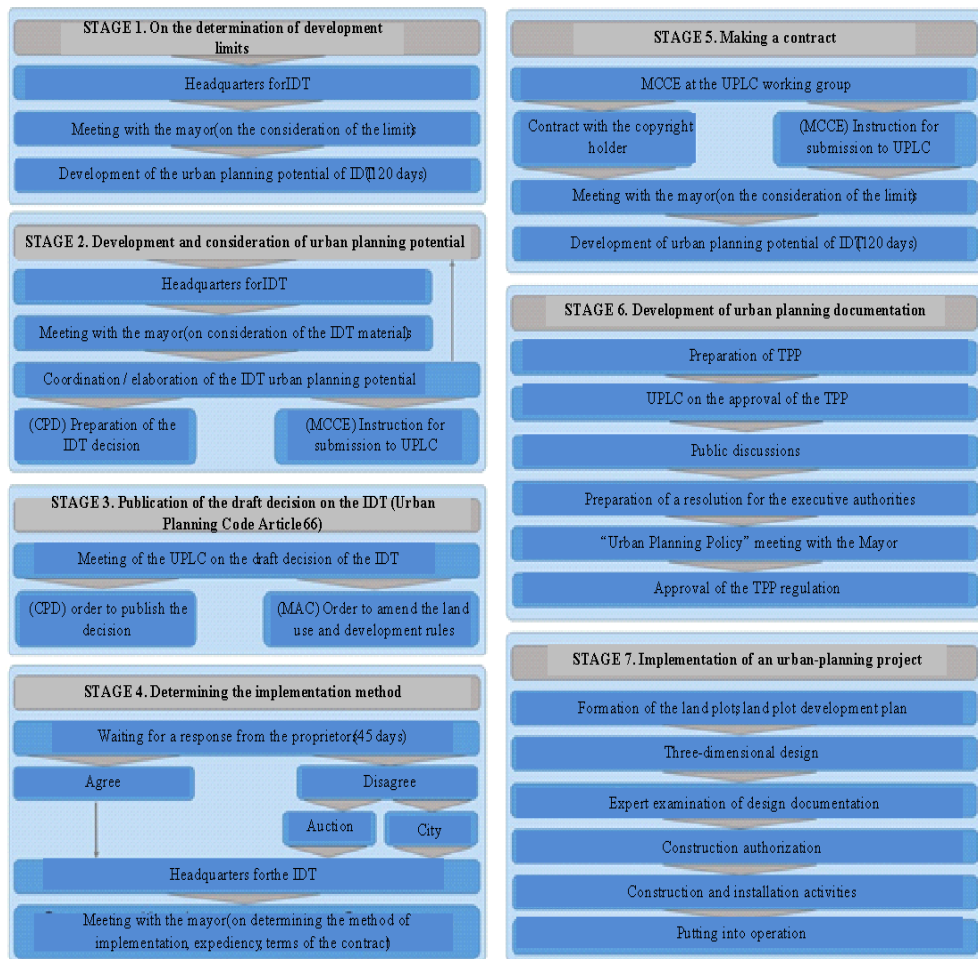 STAGE 1. On the determination of development
limits
Headquarters forIDT
Meeting with the mayor(on the consideration of the limits)
Development of the urban planning potential of IDT(120 days)
STAGE 2. Development and consideration of urban planning potential
Headquarters forIDT
Meeting with the mayor(on consideration of the IDT materials)
Coordination / elaboration of the IDT urban planning potential
(CPD) Preparation of the
IDT decision
(MCCE) Instruction for
submission to UPLC
STAGE 3. Publication of the draft decision on the IDT (Urban
Planning Code Article66)
Meeting of the UPLC on the draft decision of the IDT
(CPD) order to publish the
decision
(MAC) Order to amend the land
use and development rules
STAGE 4. Determining the implementation method
Waiting for a response from the proprietors(45 days)
Agree
Disagree
Auction
City
Headquarters forthe IDT
Meeting with the mayor(on determining the method of
implementation, expediency, terms of the contract)
STAGE 5. Making a contract
MCCE at the UPLC working group
Contract with the copyright
holder
(MCCE) Instruction for
submission to UPLC
Meeting with the mayor(on the consideration of the limits)
Development of urban planning potential of IDT(120 days)
STAGE 6. Development of urban planning documentation
Preparation of TPP
UPLC on the approval of the TPP
Public discussions
Preparation of a resolution for the executive authorities
“Urban Planning Policy” meeting with the Mayor
Approval of the TPP regulation
STAGE 7. Implementation of an urban-planning project
Formation of the land plots, land plot development plan
Three-dimensional design
Expert examination of design documentation
Construction authorization
Construction and installation activities
Putting into operation